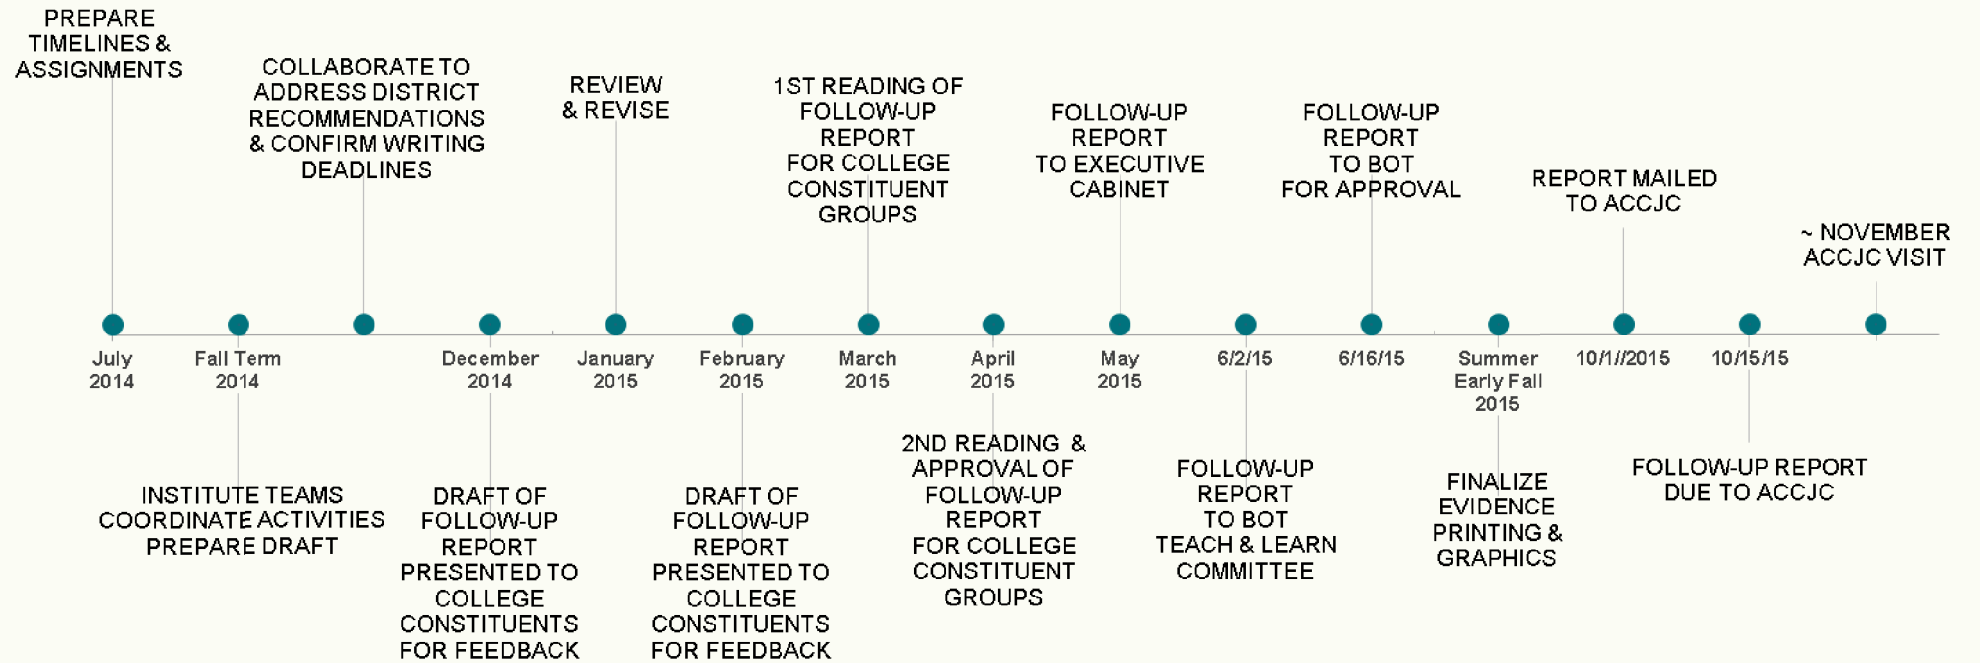 PREPARE
TIMELINES &
ASSIGNMENTS
July
2014
Fall Term
2014
INSTITUTE TEAMS
COORDINATE ACTIVITIES
PREPARE DRAFT
COLLABORATE TO
ADDRESS DISTRICT
RECOMMENDATIONS
& CONFIRM WRITING
DEADLINES
December
2014
DRAFT OF
FOLLOW-UP
REPORT
PRESENTED TO
COLLEGE
CONSTITUENTS
FOR FEEDBACK
REVIEW
& REVISE
January
2015
February
2015
DRAFT OF
FOLLOW-UP
REPORT
PRESENTED TO
COLLEGE
CONSTITUENTS
FOR FEEDBACK
1ST READING OF
FOLLOW-UP
REPORT
FOR COLLEGE
CONSTITUENT
GROUPS
March
2015
April
2015
2ND READING &
APPROVAL OF
FOLLOW-UP
REPORT
FOR COLLEGE
CONSTITUENT
GROUPS
FOLLOW-UP
REPORT
TO EXECUTIVE
CABINET
May
2015
6/2/15
FOLLOW-UP
REPORT
TO BOT
TEACH & LEARN
COMMITTEE
FOLLOW-UP
REPORT
TO BOT
FOR APPROVAL
6/16/15
Summer
Early Fall
2015
FINALIZE
EVIDENCE
PRINTING &
GRAPHICS
REPORT MAILED
TO ACCJC
10/1//2015
10/15/15
FOLLOW-UP REPORT
DUE TO ACCJC
~ NOVEMBER
ACCJC VISIT